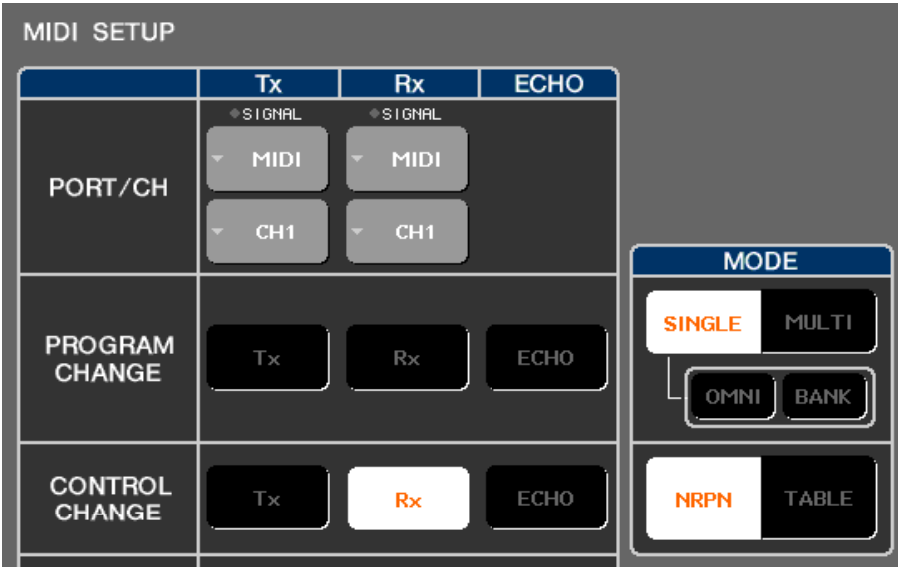 MIDI SETUP
Tx Rx ECHO
SIGNAL SIGNAL
PORT/CH
MIDI MIDI
CH1 CH1
MODE
PROGRAM
CHANGE
Tx Rx ECHO
SINGLE MULTI
OMNI BANK
CONTROL
CHANGE
Tx Rx ECHO
NRPN TABLE